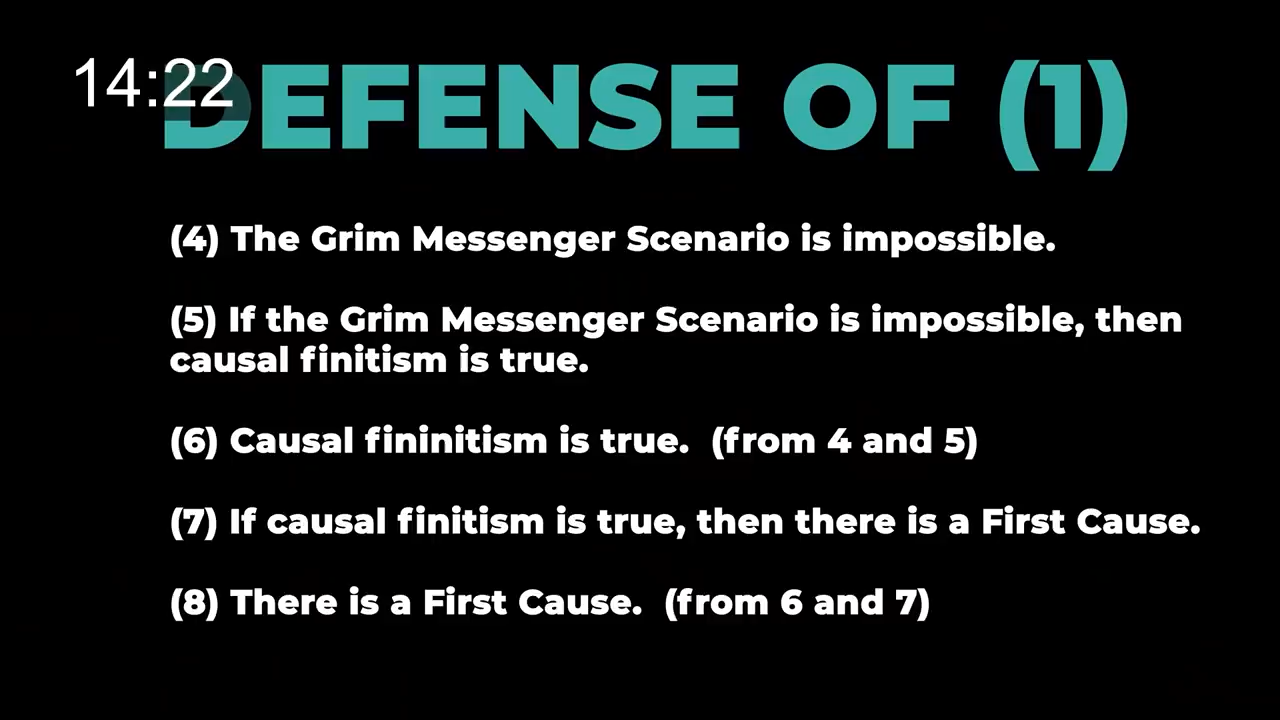 14:22
DEFENSE OF (1)
(4) The Grim Messenger Scenario is impossible.
(5) If the Grim Messenger Scenario is impossible, then
causal finitism is true.
(6) Causal fininitism is true. (from 4 and 5)
(7) If causal finitism is true, then there is a First Cause.
(8) There is a First Cause. (from 6 and 7)